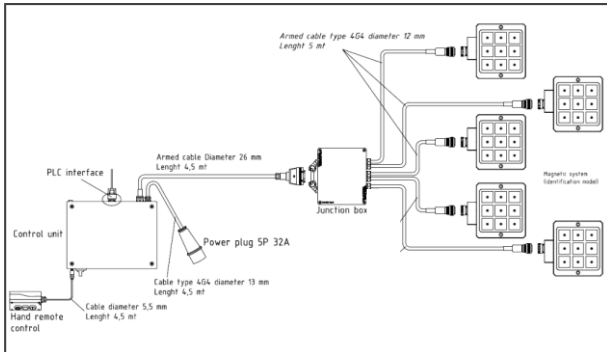 Armed cable type 4G4 diameter 12 mm
Lenght 5 mt
Armed cable Diameter 26 mm
Lenght 4,5 mt
PLC interface
Control unit
Junction box
Magnetic system
(identification model)
Power plug 5P 32A
Cable type 4G4 diameter 13 mm
Lenght 4,5 mt
Cable diameter 5,5 mm
Lenght 4,5 mt
Hand remote
control